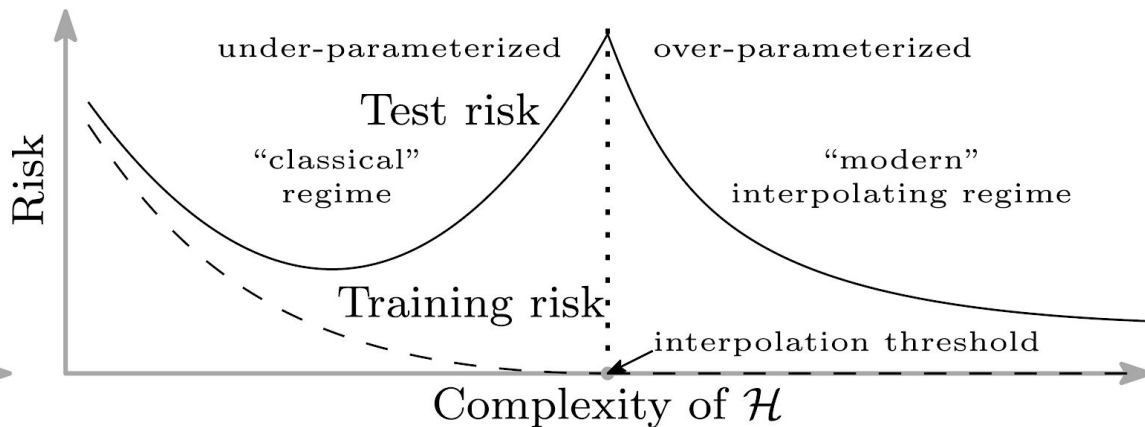 under-parameterized
over-parameterized
Test risk
“classical”
regime
“modern”
interpolating regime
Risk
Training risk
interpolation threshold
Complexity of ℋ